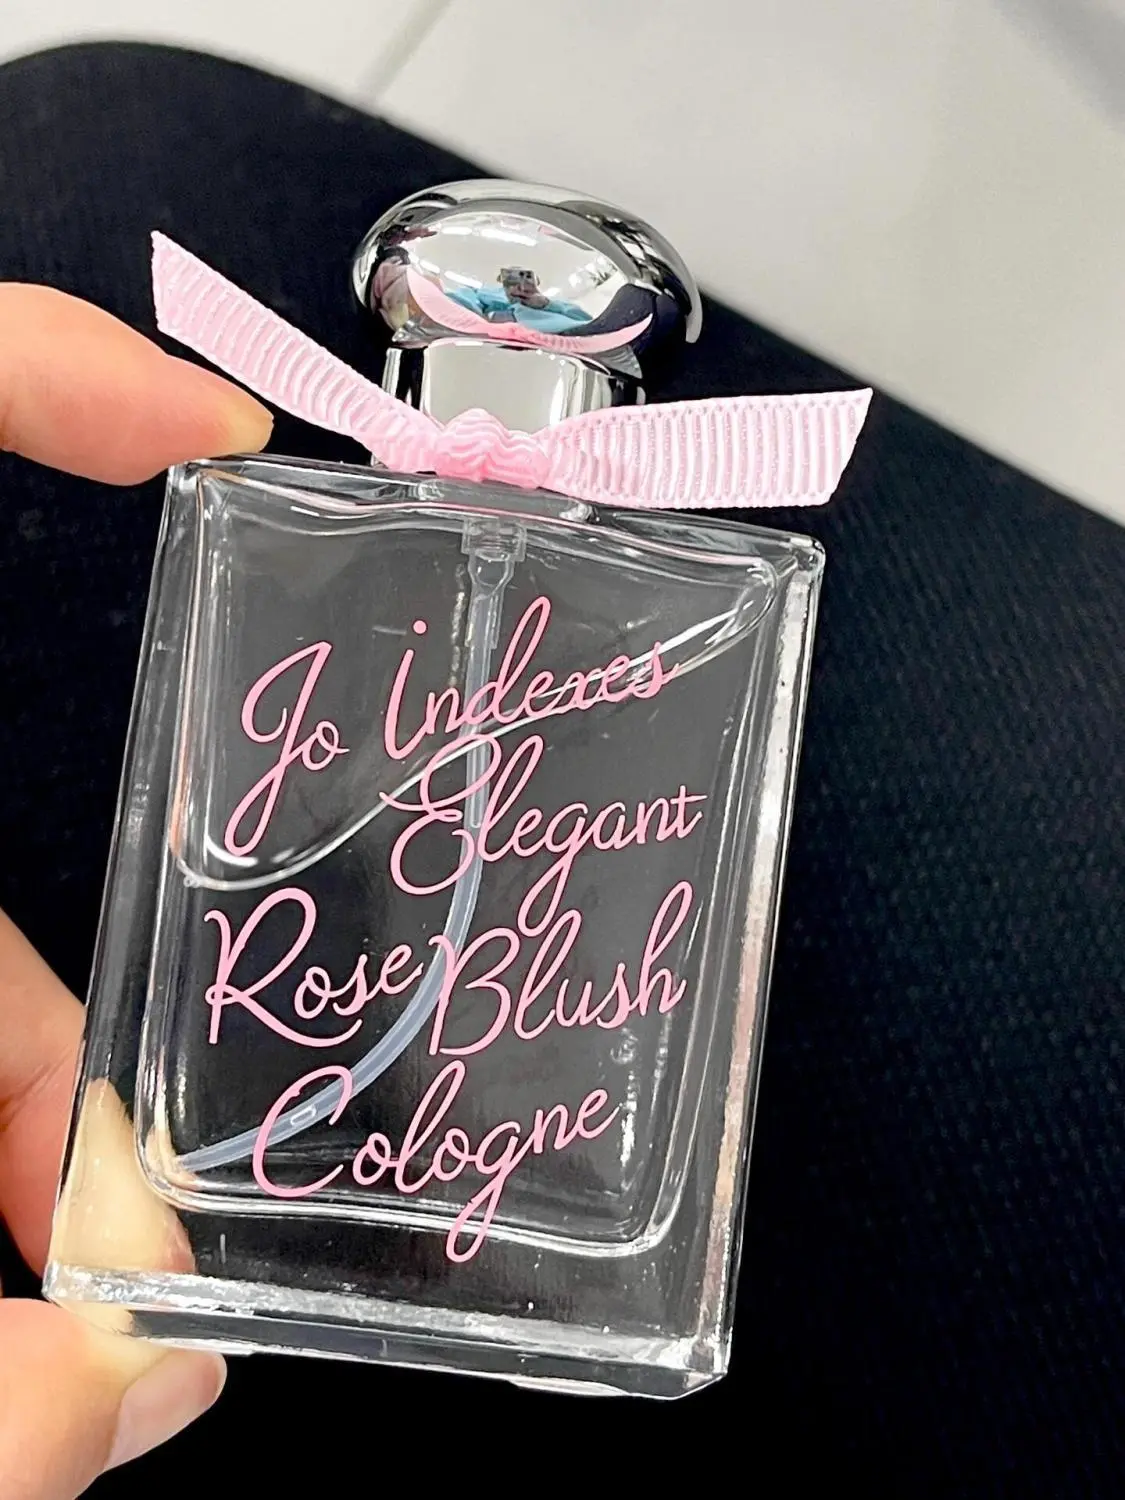 Jo indexes
Elegant
Rose Blush
Cologne